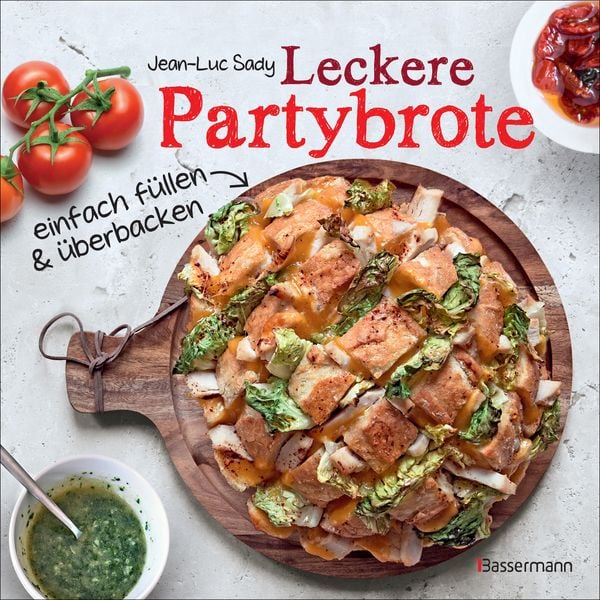 Jean-Luc Sady
Leckere
Partybrote
einfach füllen
& überbacken
Bassermann